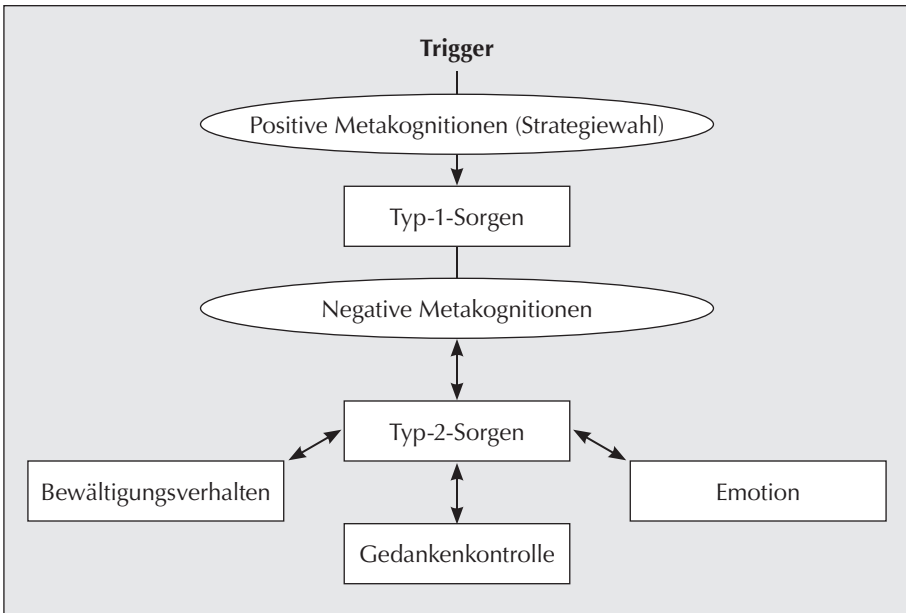 Trigger
Positive Metakognitionen (Strategiewahl)
Typ-1-Sorgen
Negative Metakognitionen
Typ-2-Sorgen
Bewältigungsverhalten
Emotion
Gedankenkontrolle